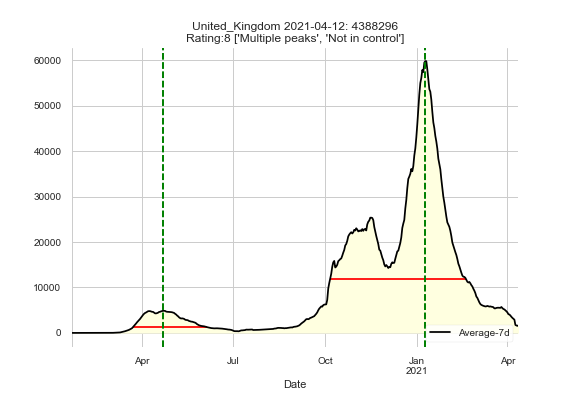 United_Kingdom 2021-04-12: 4388296
Rating:8 ['Multiple peaks', 'Not in control']
60000
50000
40000
30000
20000
10000
0
Average-7d
Apr
Jul
Oct
Jan
2021
Apr
Date